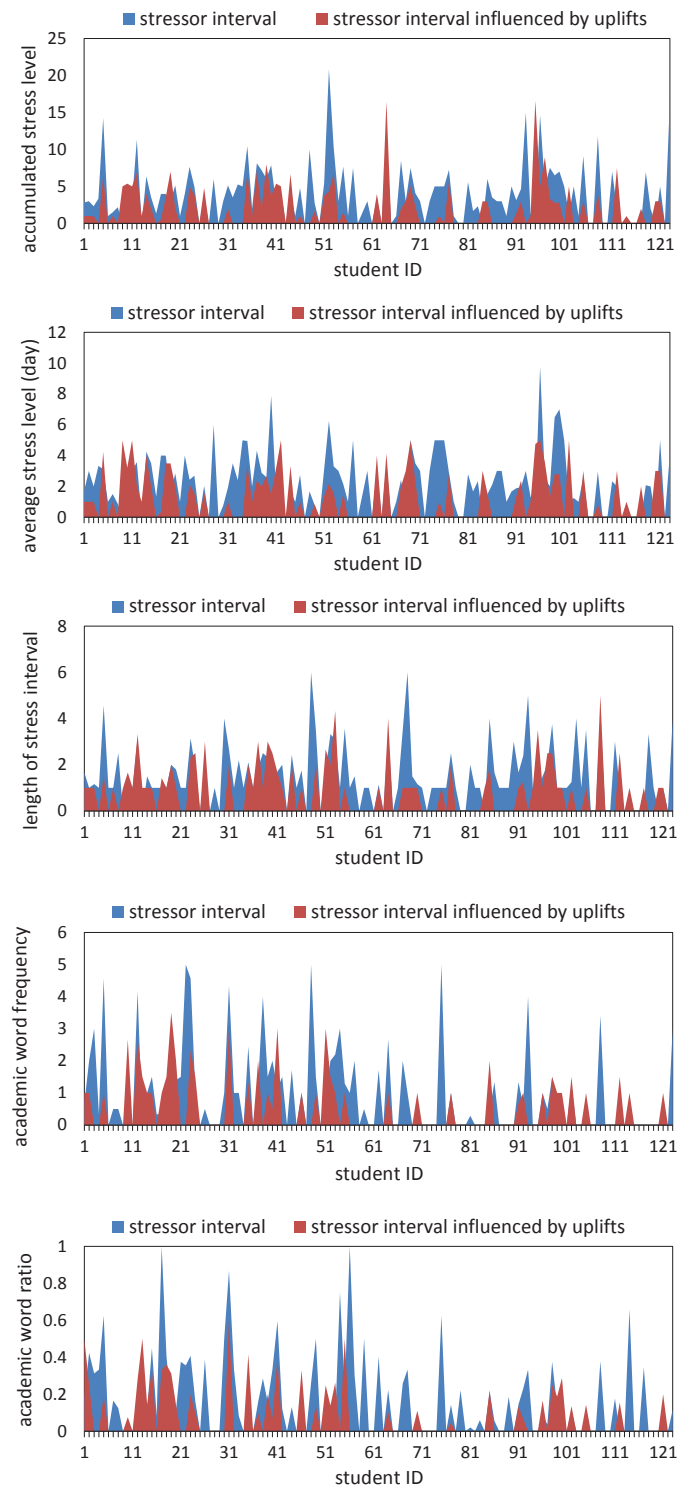 stressor interval stressor interval influenced by uplifts
accumulated stress level
25
20
15
10
5
0
1 11 21 31 41 51 61 71 81 91 101 111 121
student ID
stressor interval stressor interval influenced by uplifts
average stress level (day)
12
10
8
6
4
2
0
1 11 21 31 41 51 61 71 81 91 101 111 121
student ID
stressor interval stressor interval influenced by uplifts
length of stress interval
8
6
4
2
0
1 11 21 31 41 51 61 71 81 91 101 111 121
student ID
stressor interval stressor interval influenced by uplifts
academic word frequency
6
5
4
3
2
1
0
1 11 21 31 41 51 61 71 81 91 101 111 121
student ID
stressor interval stressor interval influenced by uplifts
academic word ratio
1
0.8
0.6
0.4
0.2
0
1 11 21 31 41 51 61 71 81 91 101 111 121
student ID